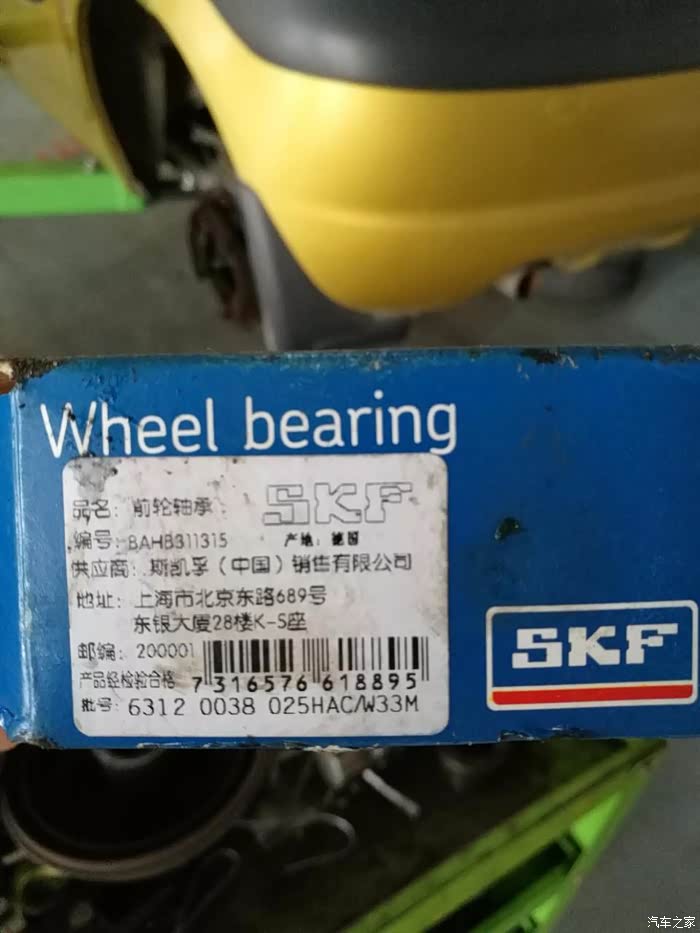 Wheel bearing
品名: 前轮轴承 SKF
编号: BAHB311315 产地: 德国
供应商: 斯凯孚（中国）销售有限公司
地址: 上海市北京东路689号
东银大厦28楼K-5座
邮编: 200001
产品经检验合格 7 316576 618895
批号: 6312 0038 025HAC/W33M
SKF
汽车之家